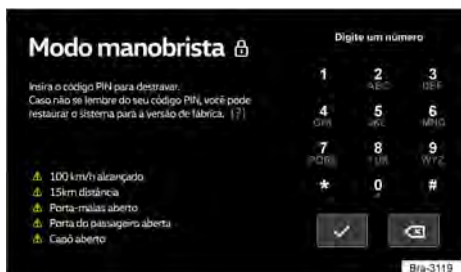 Modo manobrista
Digite um número
Insira o código PIN para destravar.
Caso não se lembre do seu código PIN, você pode
restaurar o sistema para a versão de fábrica. [?]
1 2 3
ABC DEF
4 5 6
GHI JKL MNO
7 8 9
PQRS TUV WYZ
* 0 #
100 km/h alcançado
15km distância
Porta-malas aberto
Porta do passageiro aberta
Capô aberto
Bra-3119